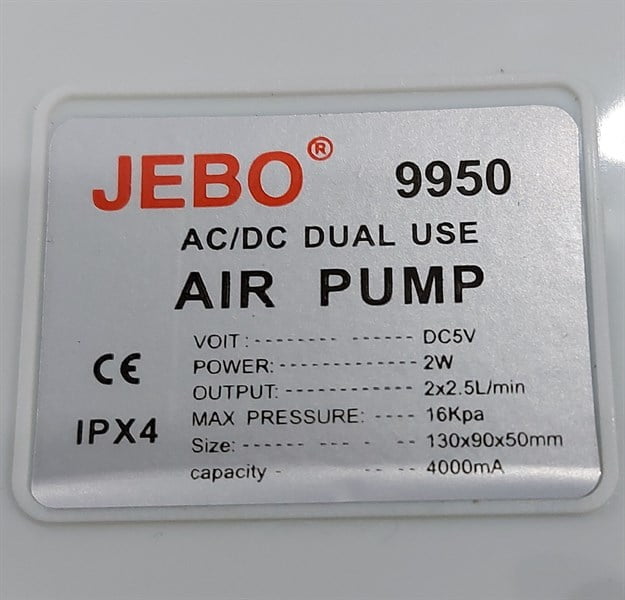 JEBO® 9950
AC/DC DUAL USE
AIR PUMP
VOIT:-------- ------ DC5V
POWER:-------------- 2W
OUTPUT:------------- 2x2.5L/min
MAX PRESSURE: ---- 16Kpa
Size:--- -- - - -- 130x90x50mm
capacity - -- -- 4000mA
CE
IPX4